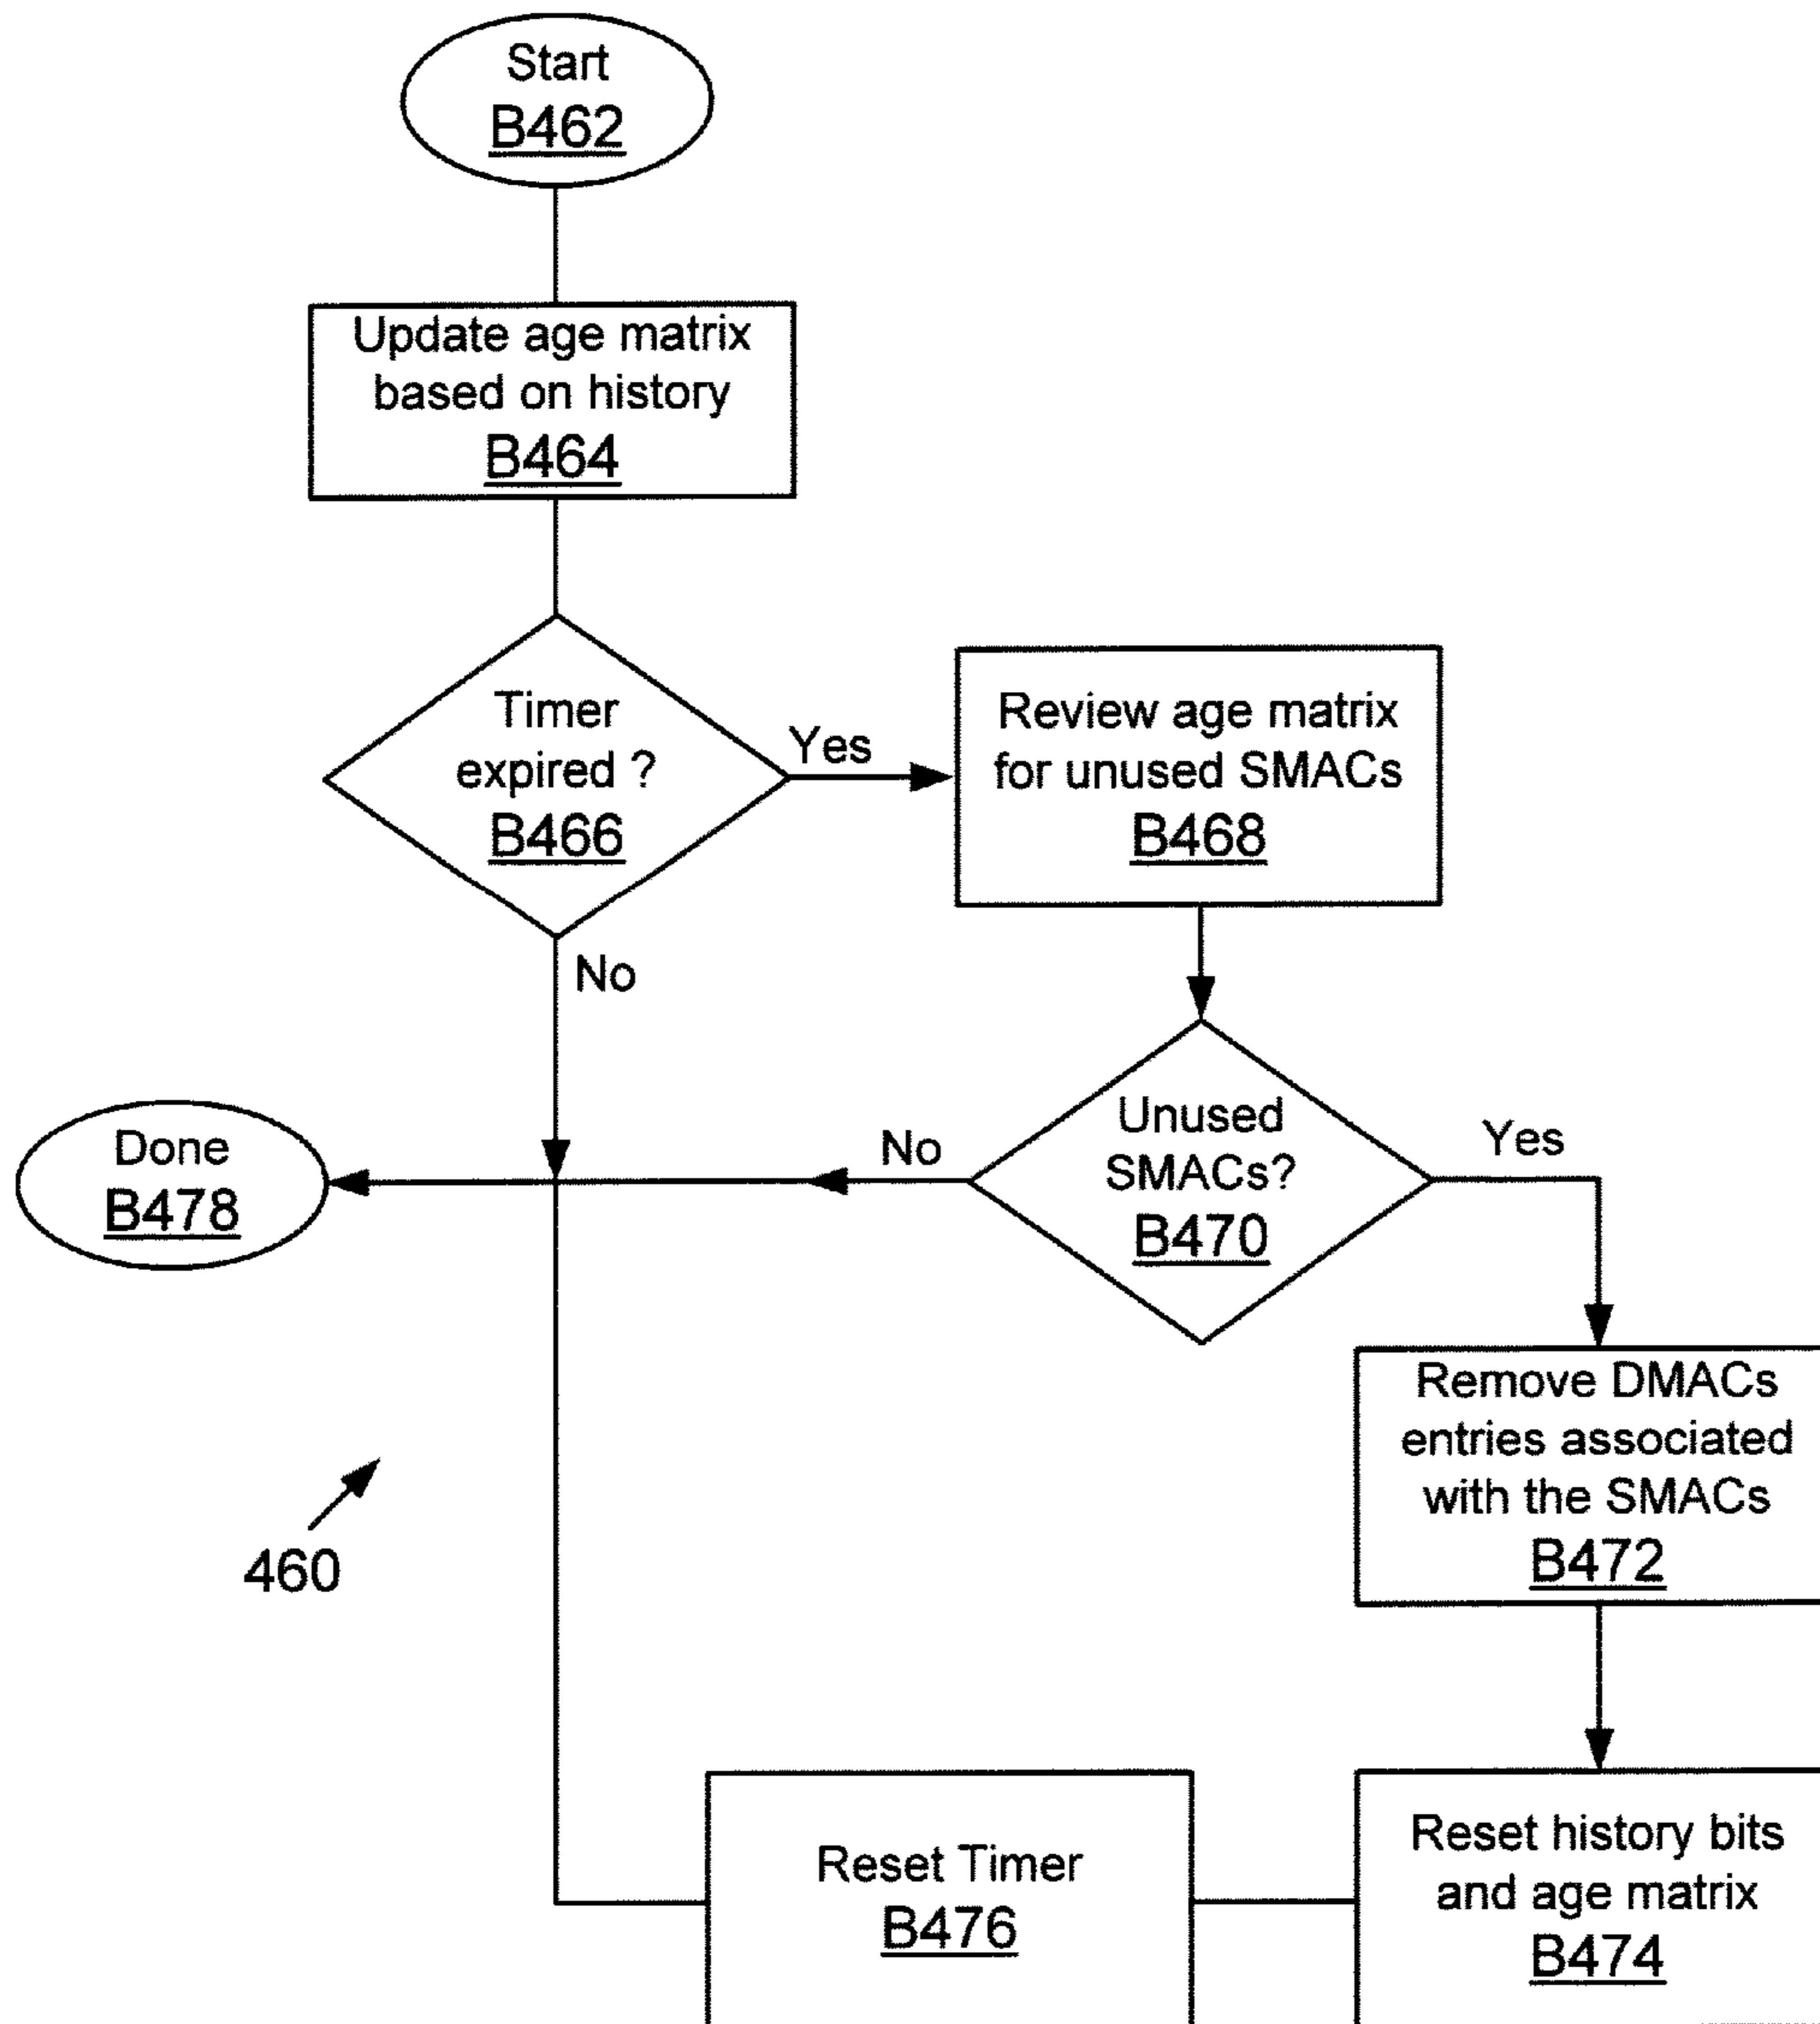 Start
B462
Update age matrix
based on history
B464
Timer
expired ?
B466
Yes
Review age matrix
for unused SMACs
B468
No
Unused
SMACs?
B470
No
Yes
Done
B478
Remove DMACs
entries associated
with the SMACs
B472
460
Reset Timer
B476
Reset history bits
and age matrix
B474